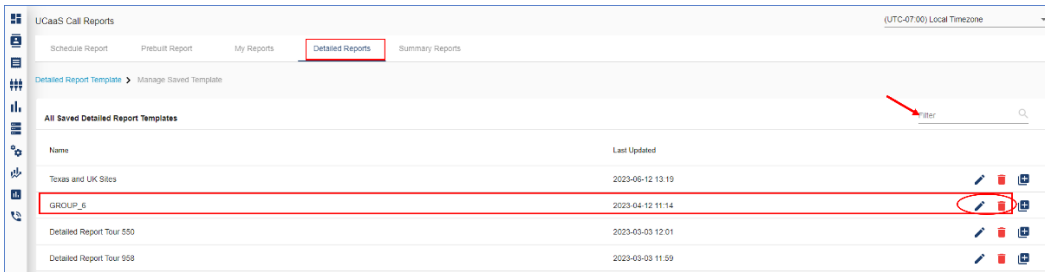 UCaaS Call Reports
(UTC-07:00) Local Timezone
Schedule Report Prebuilt Report My Reports Detailed Reports Summary Reports
Detailed Report Template > Manage Saved Template
All Saved Detailed Report Templates
Filter
Name Last Updated
Texas and UK Sites 2023-06-12 13:19
GROUP_6 2023-04-12 11:14
Detailed Report Tour 550 2023-03-03 12:01
Detailed Report Tour 958 2023-03-03 11:59